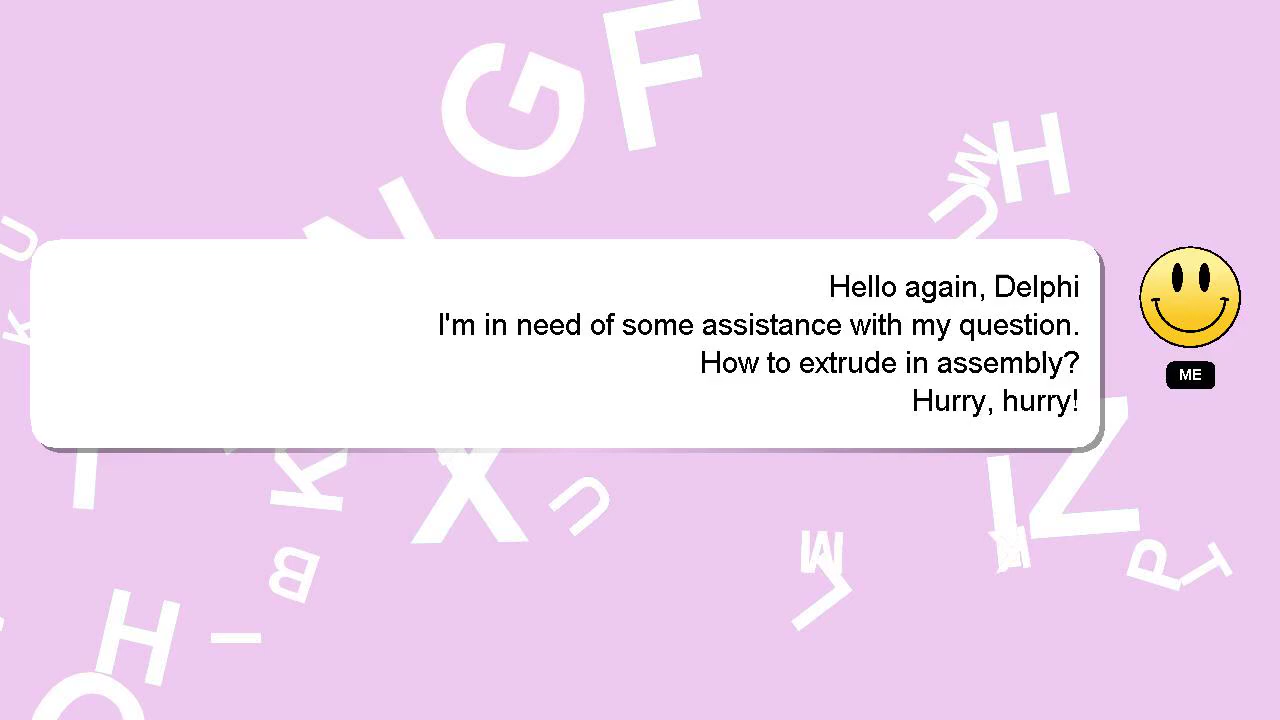 Hello again, Delphi
I'm in need of some assistance with my question.
How to extrude in assembly?
Hurry, hurry!
ME